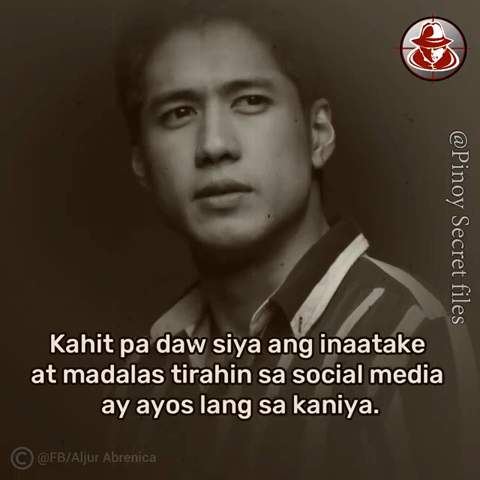 @Pinoy Secret files
Kahit pa daw siya ang inaatake
at madalas tirahin sa social media
ay ayos lang sa kaniya.
© @FB/Aljur Abrenica